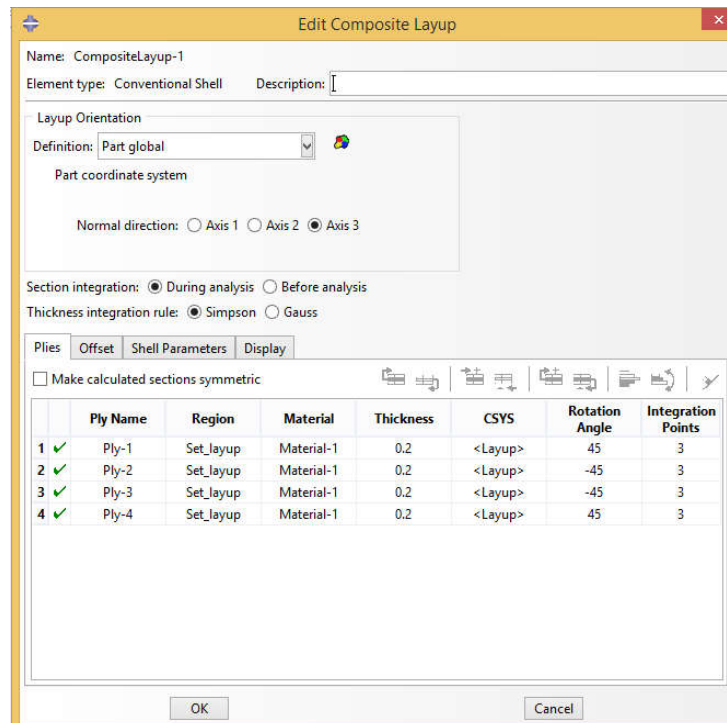 Edit Composite Layup
Name: CompositeLayup-1
Element type: Conventional Shell Description:
Layup Orientation
Definition: Part global
Part coordinate system
Normal direction: Axis 1 Axis 2 Axis 3
Section integration: During analysis Before analysis
Thickness integration rule: Simpson Gauss
Plies Offset Shell Parameters Display
Make calculated sections symmetric
Ply Name Region Material Thickness CSYS Rotation Angle Integration Points
1 Ply-1 Set_layup Material-1 0.2 <Layup> 45 3
2 Ply-2 Set_layup Material-1 0.2 <Layup> -45 3
3 Ply-3 Set_layup Material-1 0.2 <Layup> -45 3
4 Ply-4 Set_layup Material-1 0.2 <Layup> 45 3
OK Cancel